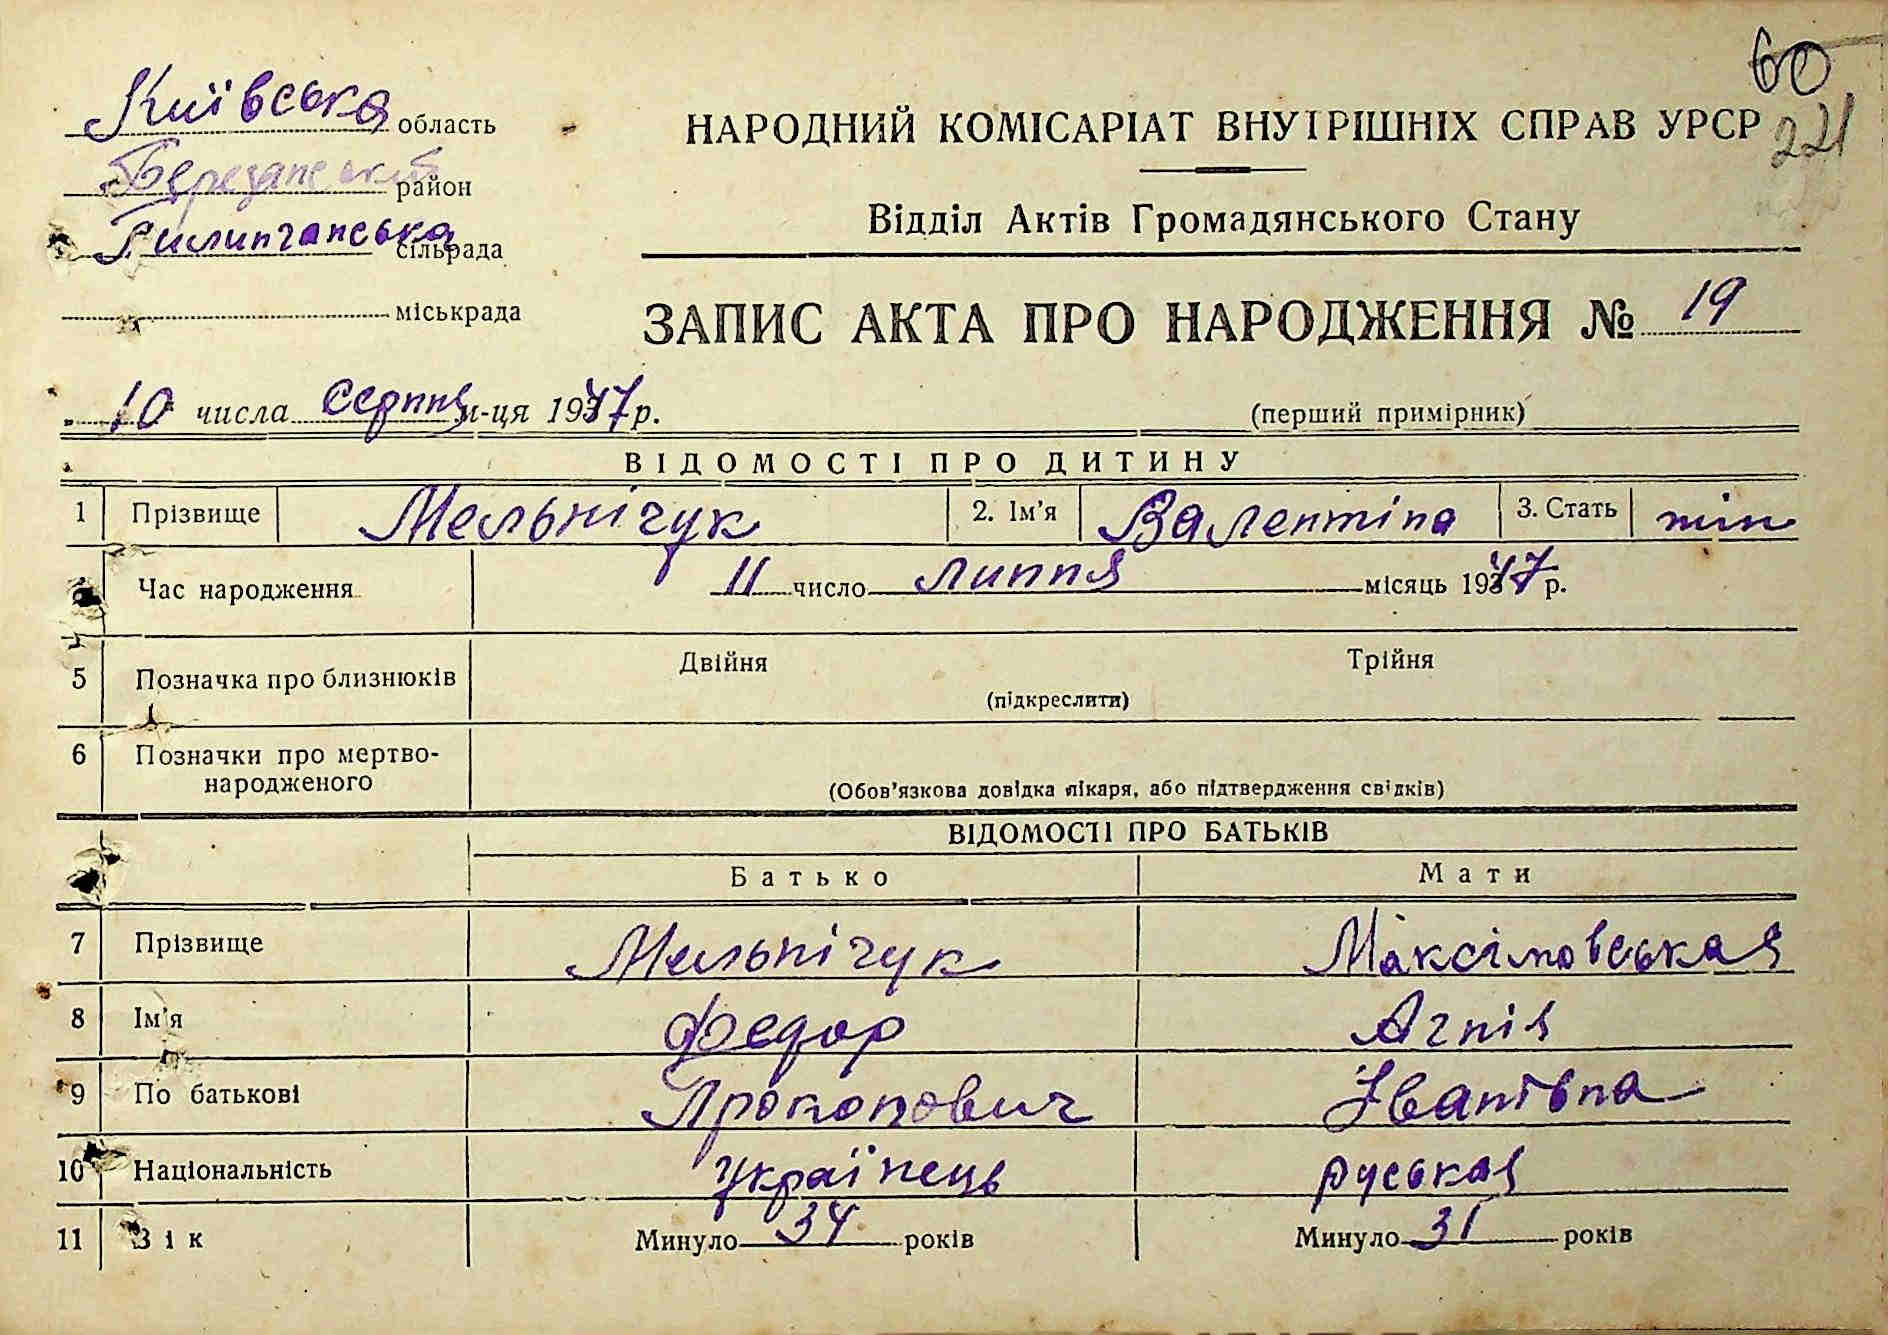 60
221
Київська область
Березанський район
сільрада
міськрада
НАРОДНИЙ КОМІСАРІАТ ВНУТРІШНІХ СПРАВ УРСР
Відділ Актів Громадянського Стану
ЗАПИС АКТА ПРО НАРОДЖЕННЯ № 19
10 числа серпня м-ця 1947 р.
(перший примірник)
ВІДОМОСТІ ПРО ДИТИНУ
1 Прізвище Мельнічук 2. Ім'я Валентіна 3. Стать жін
Час народження 11 число липня місяць 1947 р.
5 Позначка про близнюків Двійня Трійня
(підкреслити)
6 Позначки про мертво-
народженого
(Обов'язкова довідка лікаря, або підтвердження свідків)
ВІДОМОСТІ ПРО БАТЬКІВ
Батько Мати
7 Прізвище Мельнічук Максімовськая
8 Ім'я Федор Агнія
9 По батькові Прокопович Іванівна
10 Національність українець руськая
11 Вік Минуло 34 років Минуло 31 років